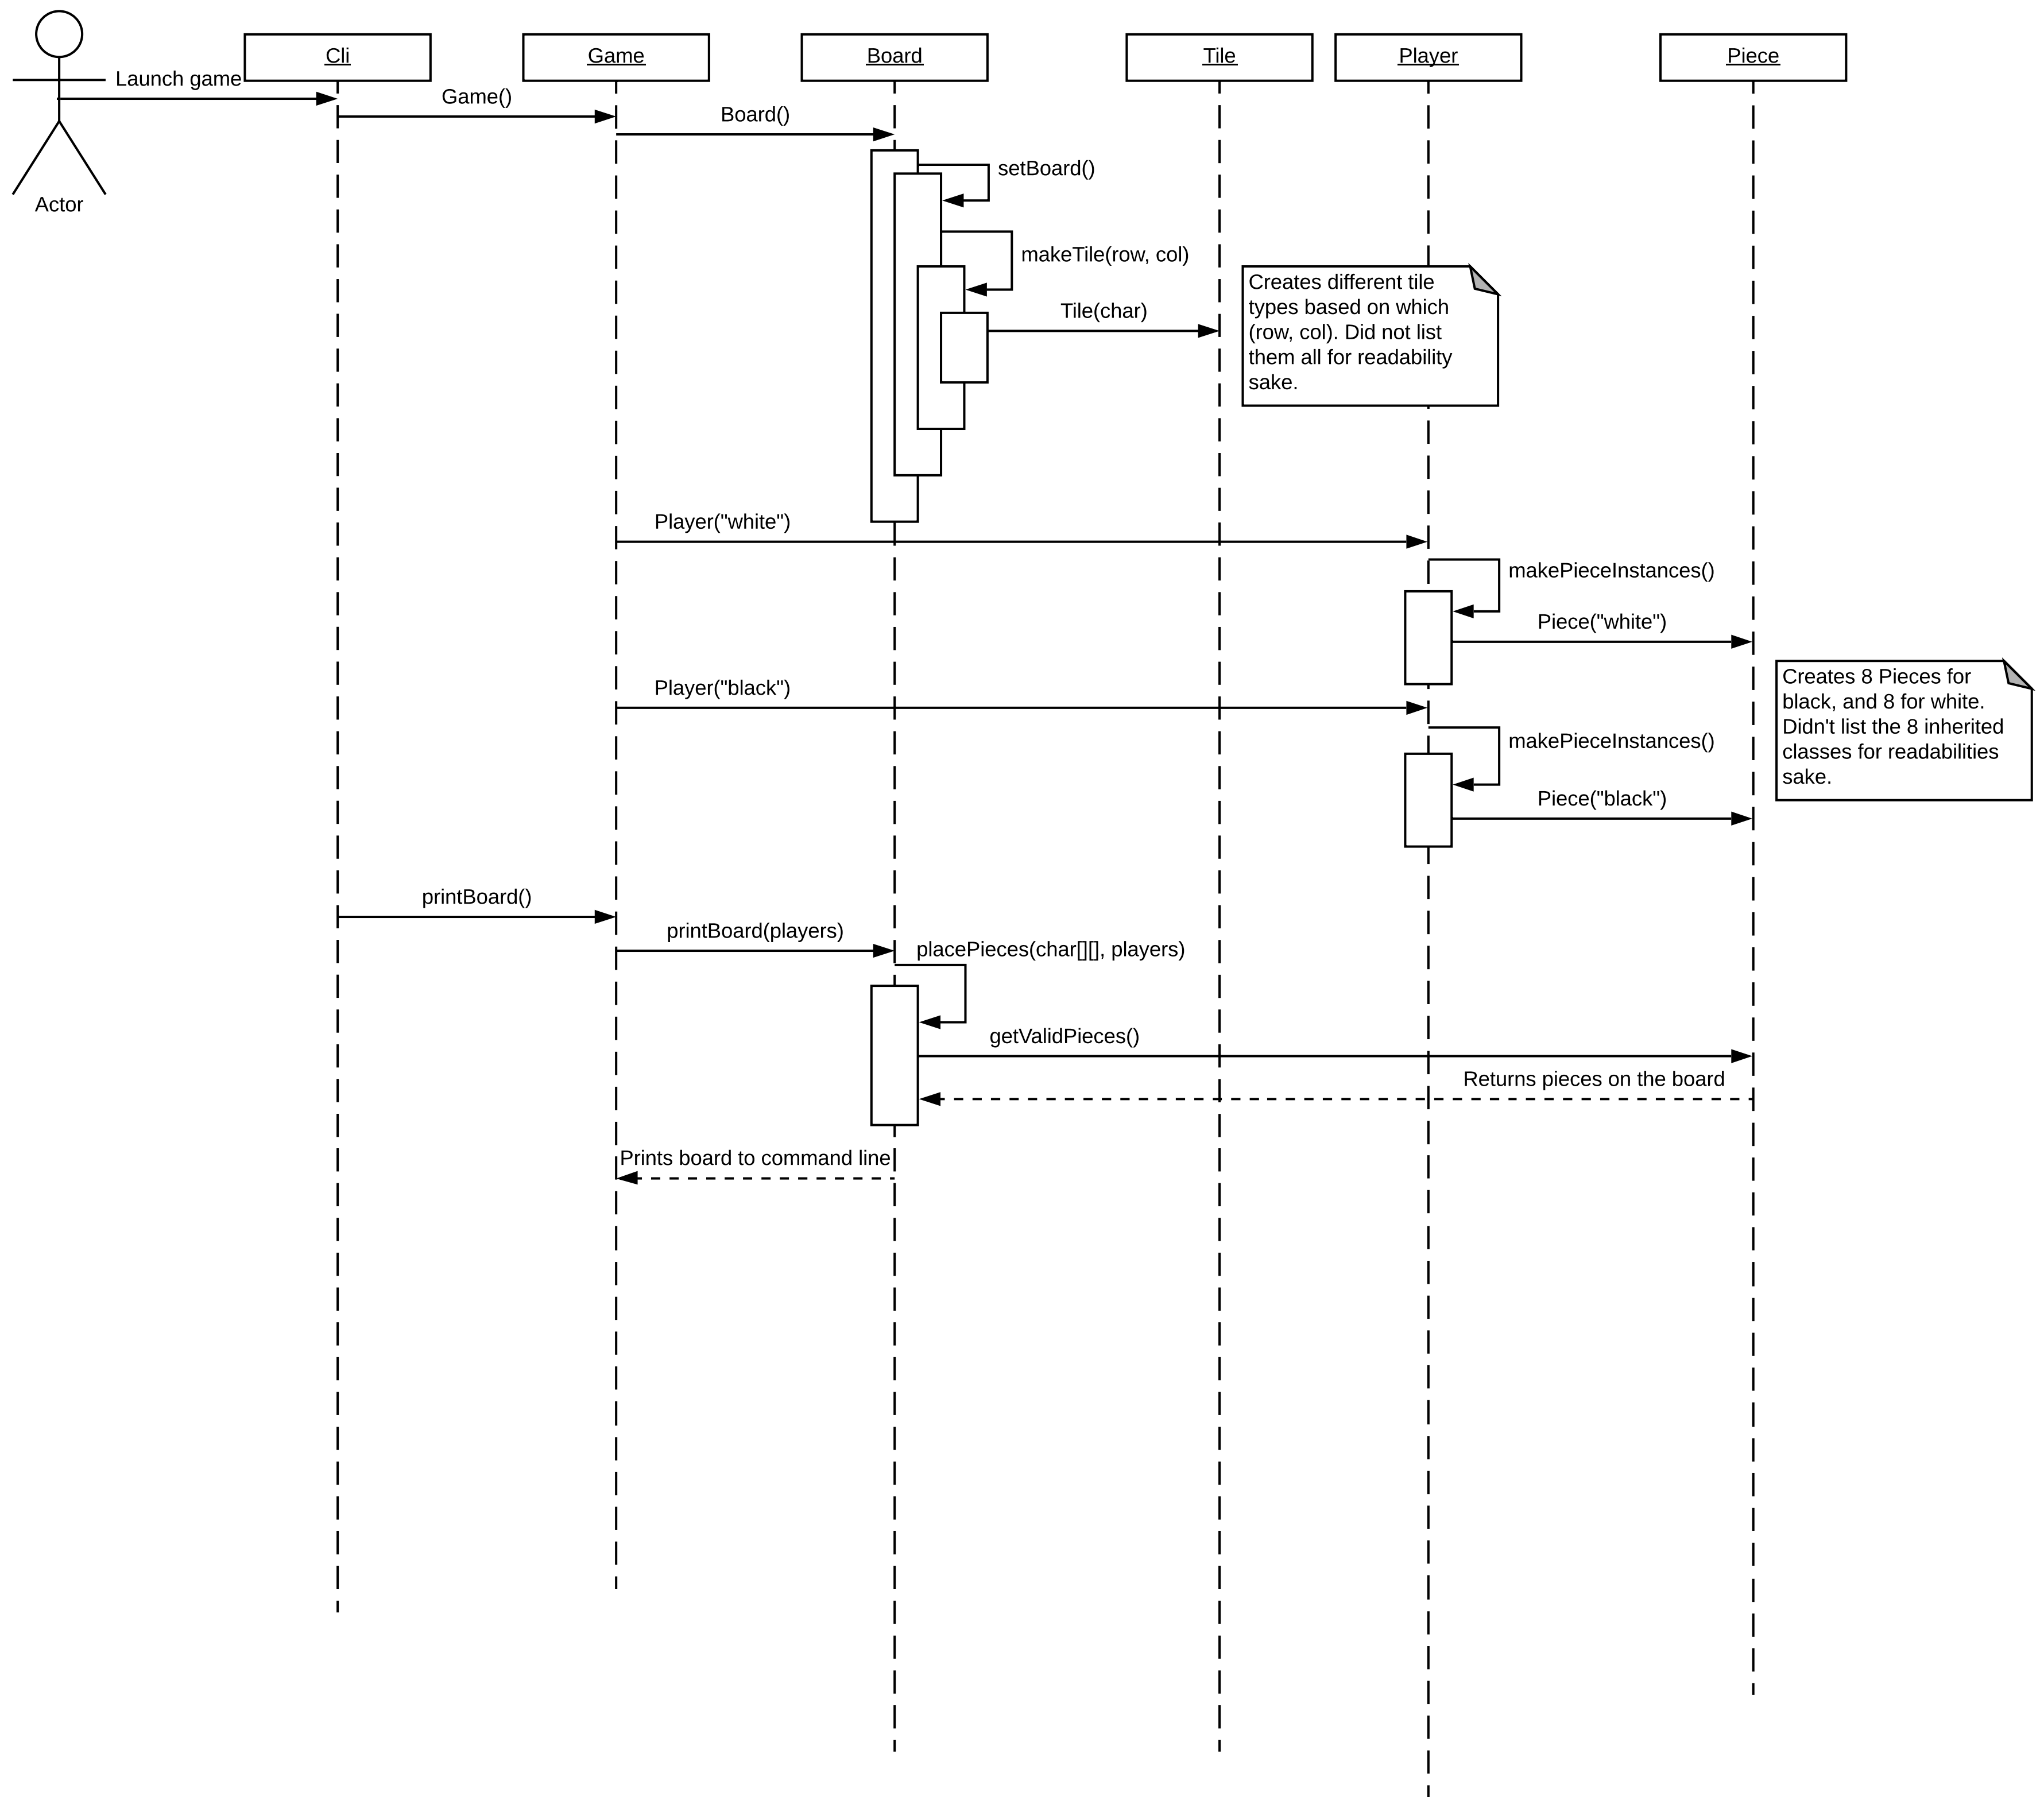 Cli
Game
Board
Tile
Player
Piece
Launch game
Game()
Board()
Actor
setBoard()
makeTile(row, col)
Tile(char)
Creates different tile
types based on which
(row, col). Did not list
them all for readability
sake.
Player("white")
makePieceInstances()
Piece("white")
Player("black")
Creates 8 Pieces for
black, and 8 for white.
Didn't list the 8 inherited
classes for readabilities
sake.
makePieceInstances()
Piece("black")
printBoard()
printBoard(players)
placePieces(char[][], players)
getValidPieces()
Returns pieces on the board
Prints board to command line